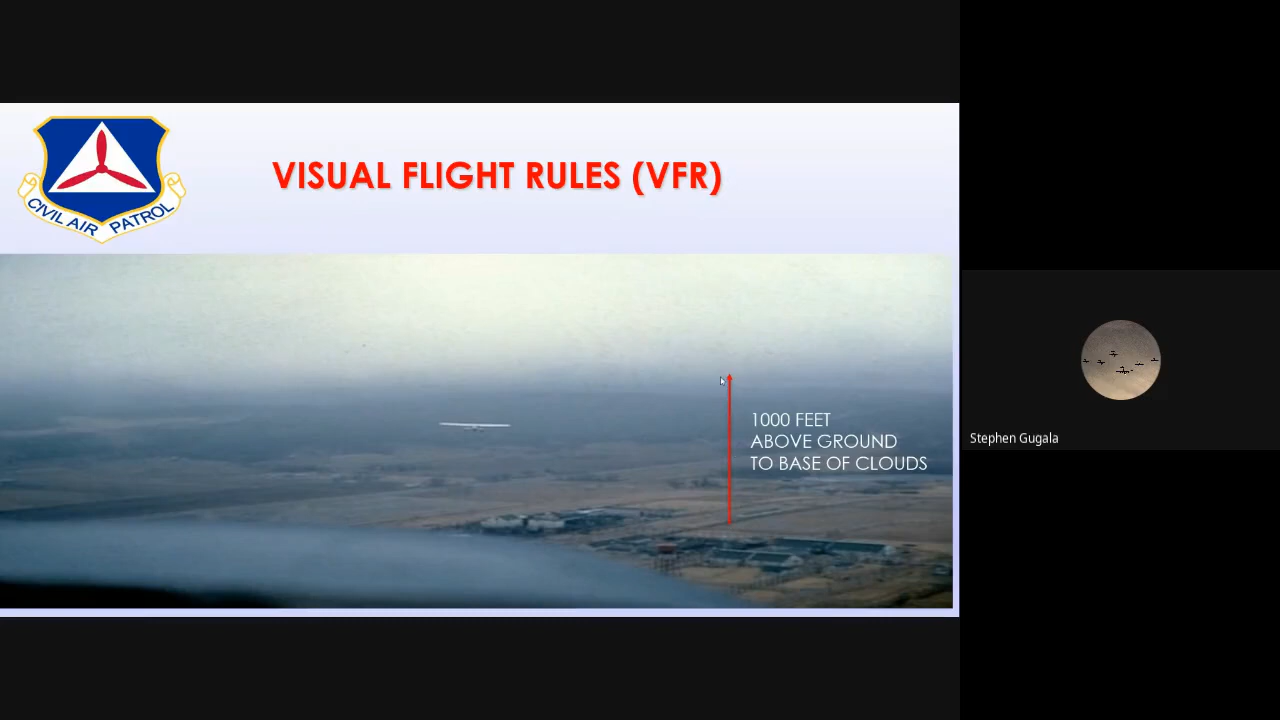 VISUAL FLIGHT RULES (VFR)
CIVIL AIR PATROL
1000 FEET
ABOVE GROUND
TO BASE OF CLOUDS
Stephen Gugala